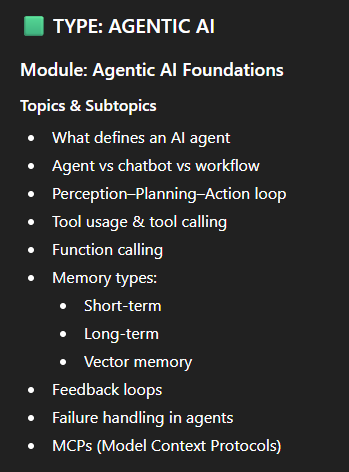 TYPE: AGENTIC AI
Module: Agentic AI Foundations
Topics & Subtopics
What defines an AI agent
Agent vs chatbot vs workflow
Perception–Planning–Action loop
Tool usage & tool calling
Function calling
Memory types:
Short-term
Long-term
Vector memory
Feedback loops
Failure handling in agents
MCPs (Model Context Protocols)